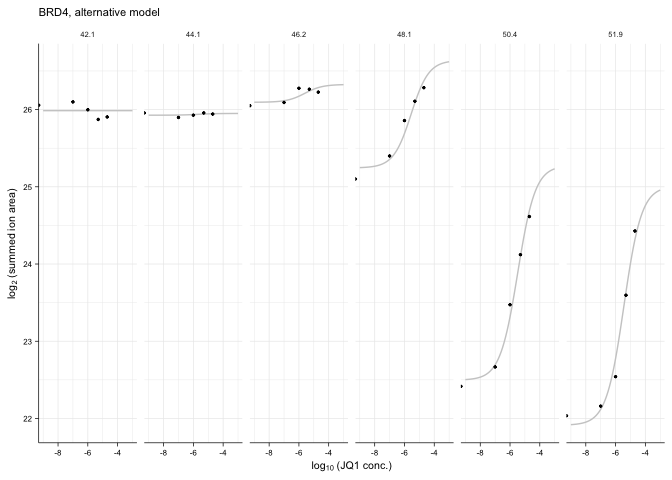 BRD4, alternative model
42.1 44.1 46.2 48.1 50.4 51.9
log₂ (summed ion area)
26
25
24
23
22
-8 -6 -4 -8 -6 -4 -8 -6 -4 -8 -6 -4 -8 -6 -4 -8 -6 -4
log₁₀ (JQ1 conc.)